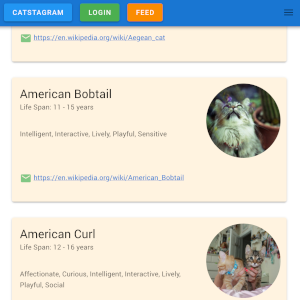 CATSTAGRAM LOGIN FEED
https://en.wikipedia.org/wiki/Aegean_cat
American Bobtail
Life Span: 11 - 15 years
Intelligent, Interactive, Lively, Playful, Sensitive
https://en.wikipedia.org/wiki/American_Bobtail
American Curl
Life Span: 12 - 16 years
Affectionate, Curious, Intelligent, Interactive, Lively,
Playful, Social